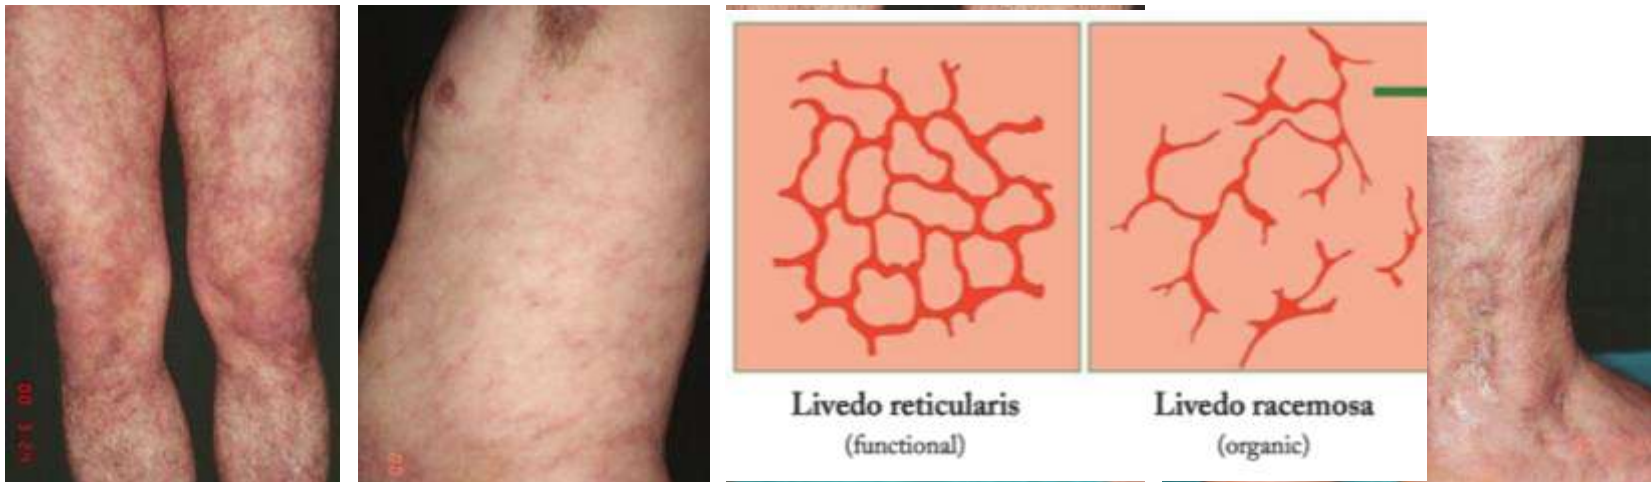 Livedo reticularis
(functional)
Livedo racemosa
(organic)